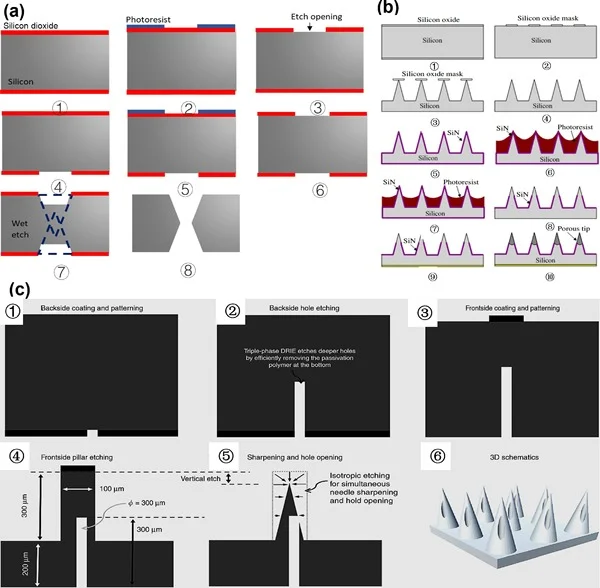 (a)
Silicon dioxide
Photoresist
Etch opening
Silicon
①
②
③
④
⑤
⑥
Wet
etch
⑦
⑧
(b)
Silicon oxide
Silicon oxide mask
Silicon
Silicon
①
②
Silicon oxide mask
③
④
SiN
SiN
Photoresist
Silicon
Silicon
⑤
⑥
SiN
Photoresist
SiN
Silicon
⑦
⑧
SiN
Porous tip
Silicon
⑨
⑩
(c)
①
Backside coating and patterning
②
Backside hole etching
Triple-phase DRIE etches deeper holes
by efficiently removing the passivation
polymer at the bottom
③
Frontside coating and patterning
④
Frontside pillar etching
Vertical etch
100 μm
300 μm
ϕ = 300 μm
300 μm
200 μm
⑤
Sharpening and hole opening
Isotropic etching
for simultaneous
needle sharpening
and hold opening
⑥
3D schematics